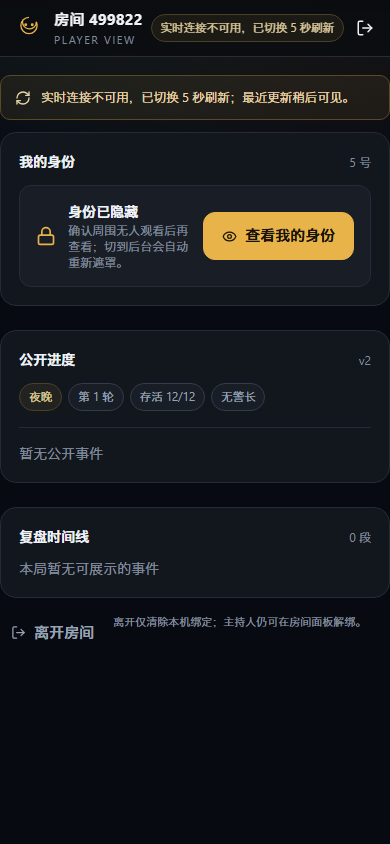 房间 499822
PLAYER VIEW
实时连接不可用，已切换 5 秒刷新
实时连接不可用，已切换 5 秒刷新；最近更新稍后可见。
我的身份
5 号
身份已隐藏
确认周围无人观看后再
查看；切到后台会自动
重新遮罩。
查看我的身份
公开进度
v2
夜晚
第 1 轮
存活 12/12
无警长
暂无公开事件
复盘时间线
0 段
本局暂无可展示的事件
离开房间
离开仅清除本机绑定；主持人仍可在房间面板解绑。